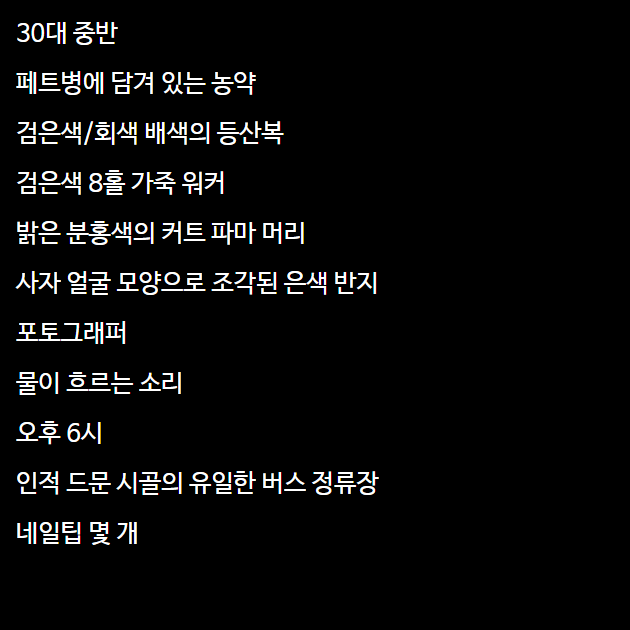 30대 중반
페트병에 담겨 있는 농약
검은색/회색 배색의 등산복
검은색 8홀 가죽 워커
밝은 분홍색의 커트 파마 머리
사자 얼굴 모양으로 조각된 은색 반지
포토그래퍼
물이 흐르는 소리
오후 6시
인적 드문 시골의 유일한 버스 정류장
네일팁 몇 개